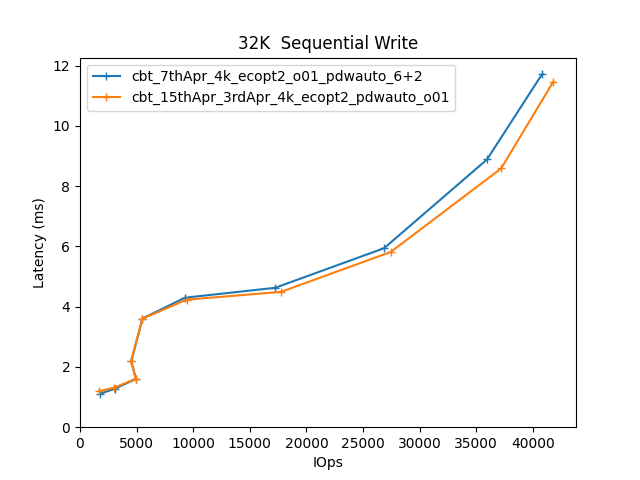 32K  Sequential Write
cbt_7thApr_4k_ecopt2_o01_pdwauto_6+2
cbt_15thApr_3rdApr_4k_ecopt2_pdwauto_o01
Latency (ms)
12
10
8
6
4
2
0
0 5000 10000 15000 20000 25000 30000 35000 40000
IOps